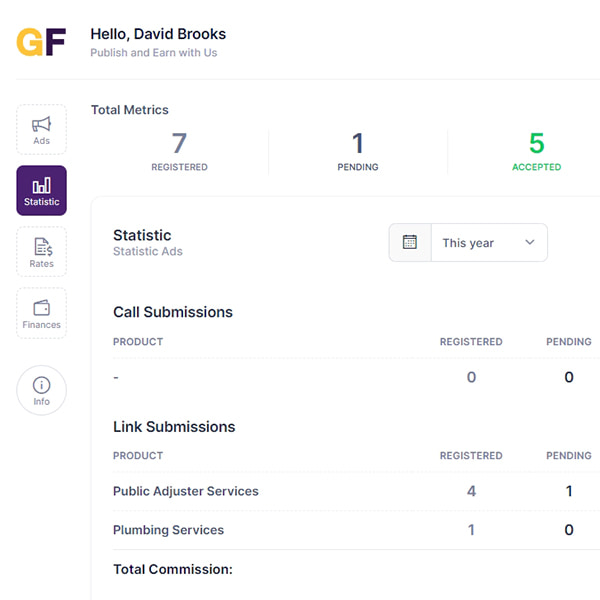 GF
Hello, David Brooks
Publish and Earn with Us
Ads
Statistic
Rates
Finances
Info
Total Metrics
7
REGISTERED
1
PENDING
5
ACCEPTED
Statistic
Statistic Ads
This year
Call Submissions
PRODUCT REGISTERED PENDING
- 0 0
Link Submissions
PRODUCT REGISTERED PENDING
Public Adjuster Services 4 1
Plumbing Services 1 0
Total Commission: